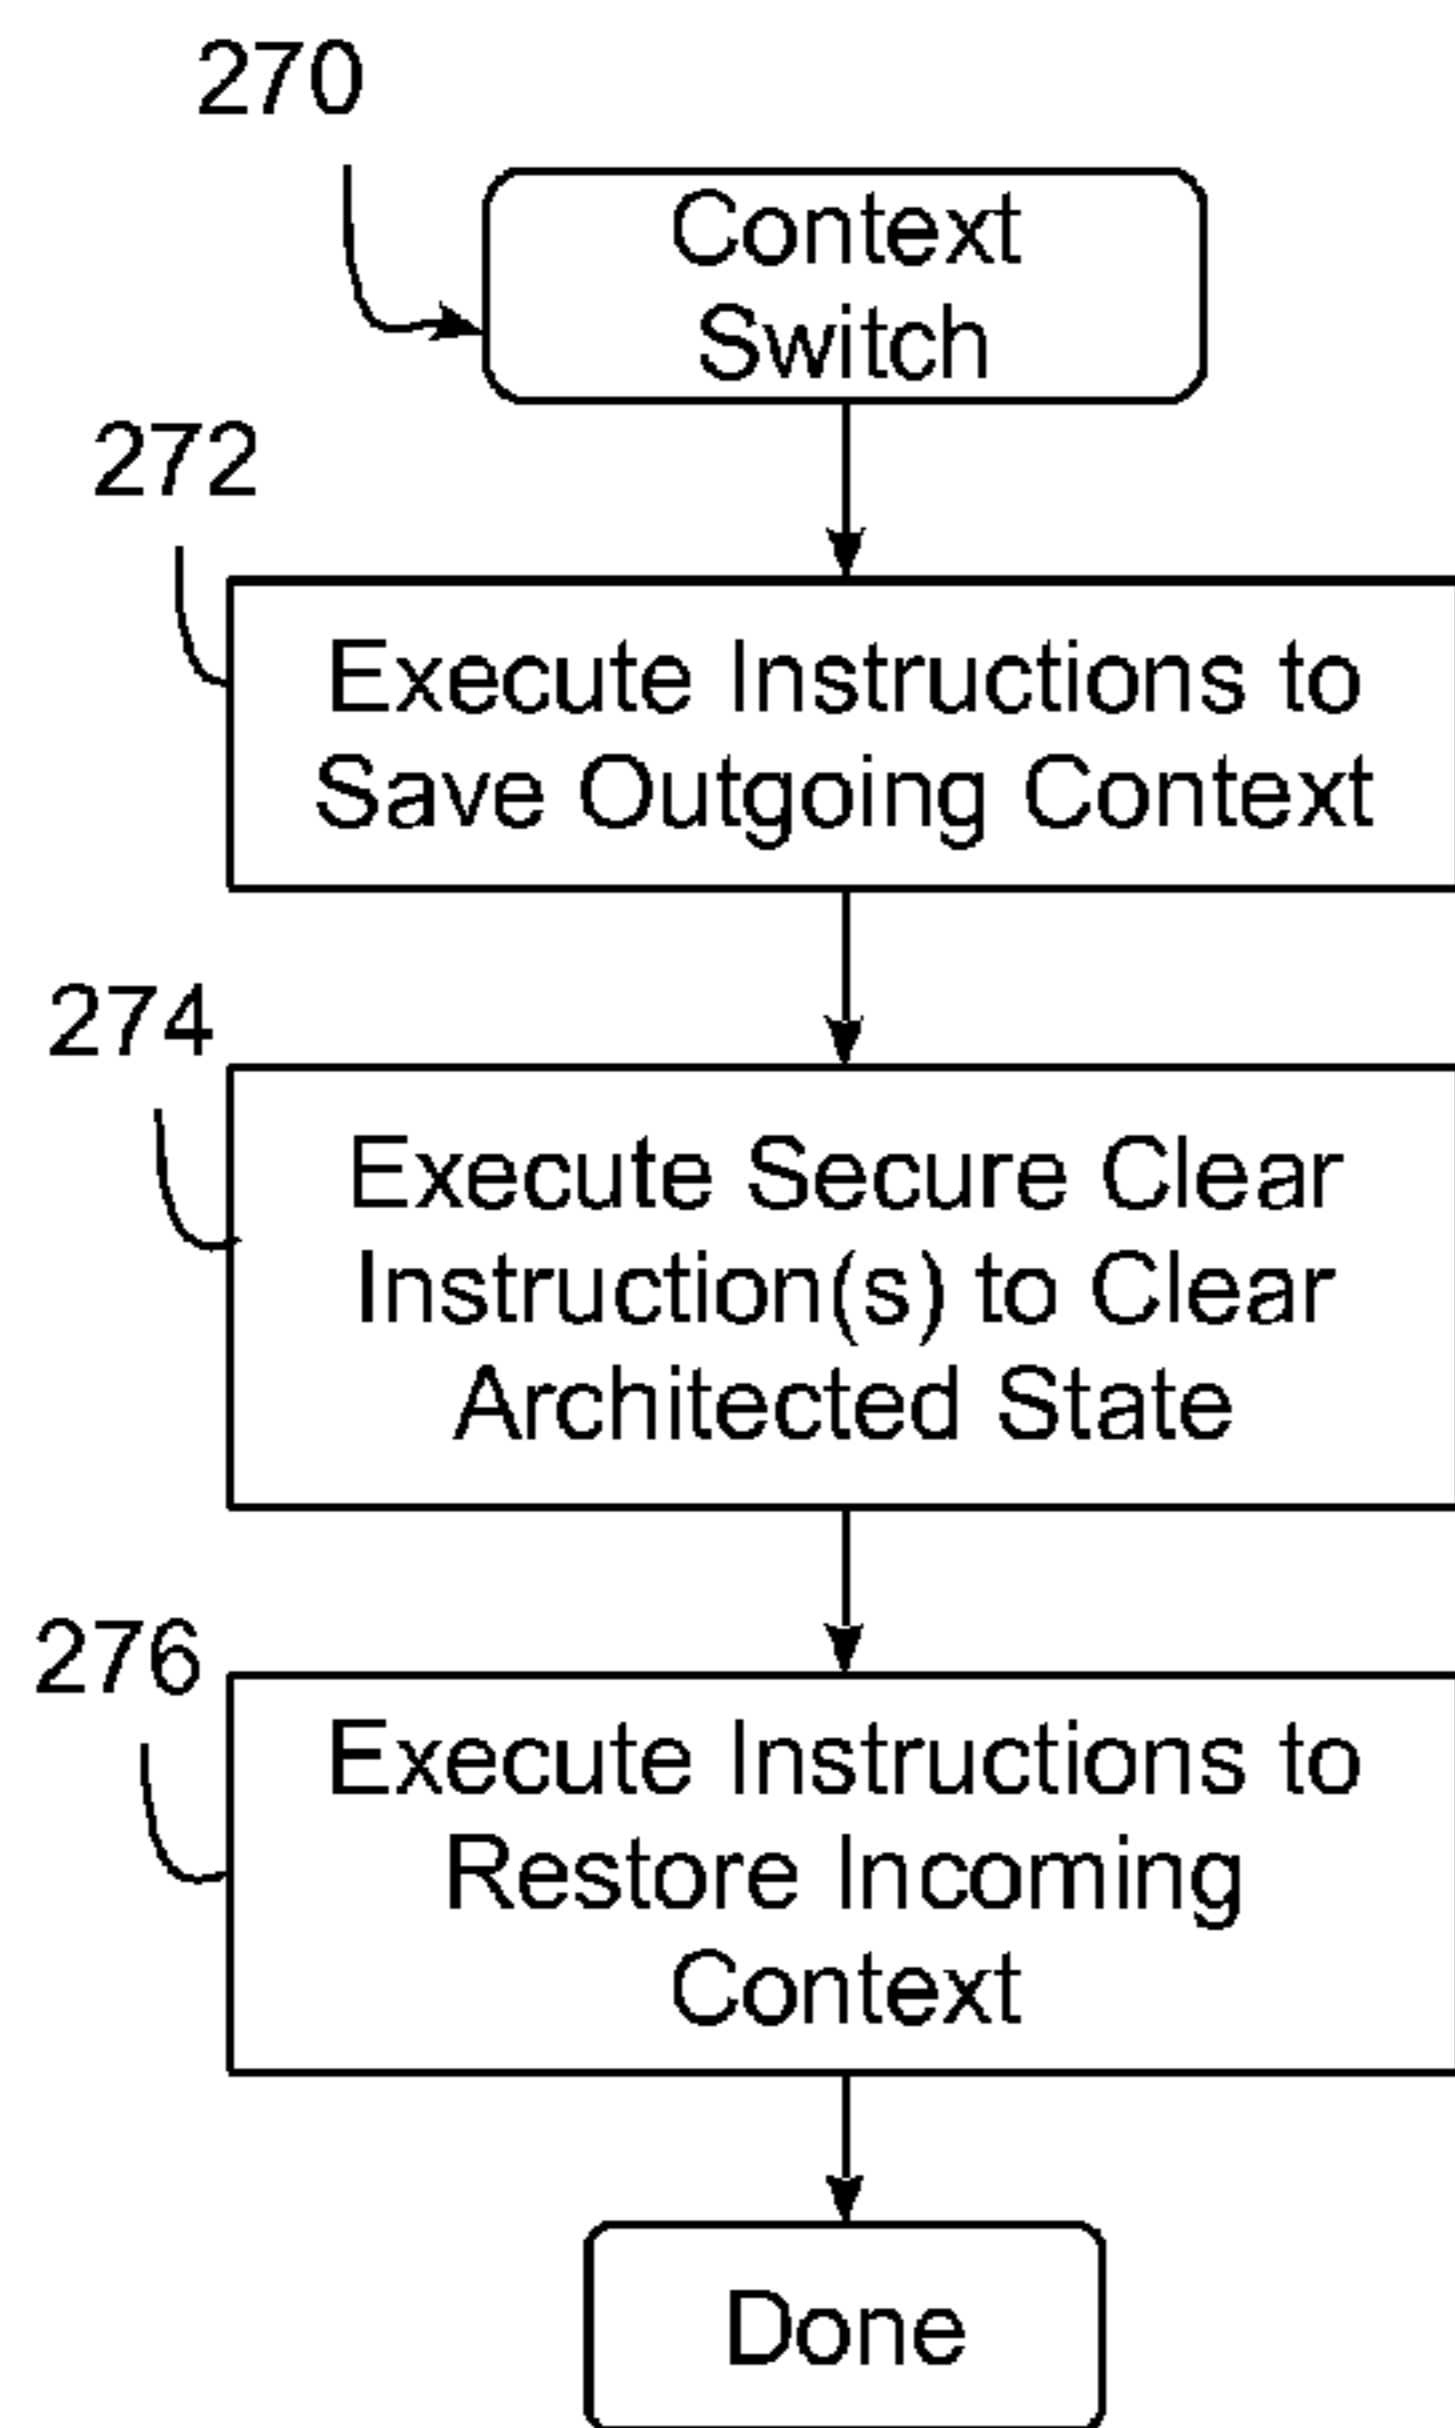 270
Context
Switch
272
Execute Instructions to
Save Outgoing Context
274
Execute Secure Clear
Instruction(s) to Clear
Architected State
276
Execute Instructions to
Restore Incoming
Context
Done